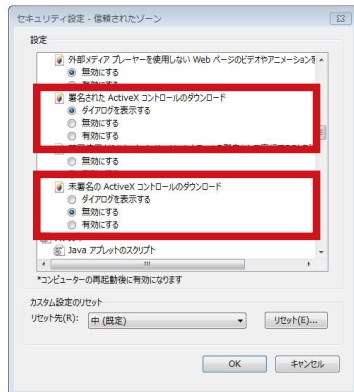 セキュリティ設定 - 信頼されたゾーン
設定
外部メディア プレーヤーを使用しない Web ページのビデオやアニメーションを
無効にする
署名された ActiveX コントロールのダウンロード
ダイアログを表示する
無効にする
有効にする
無効にする
未署名の ActiveX コントロールのダウンロード
ダイアログを表示する
無効にする
有効にする
Java アプレットのスクリプト
*コンピューターの再起動後に有効になります
カスタム設定のリセット
リセット先(R): 中 (既定) リセット(E)...
OK キャンセル